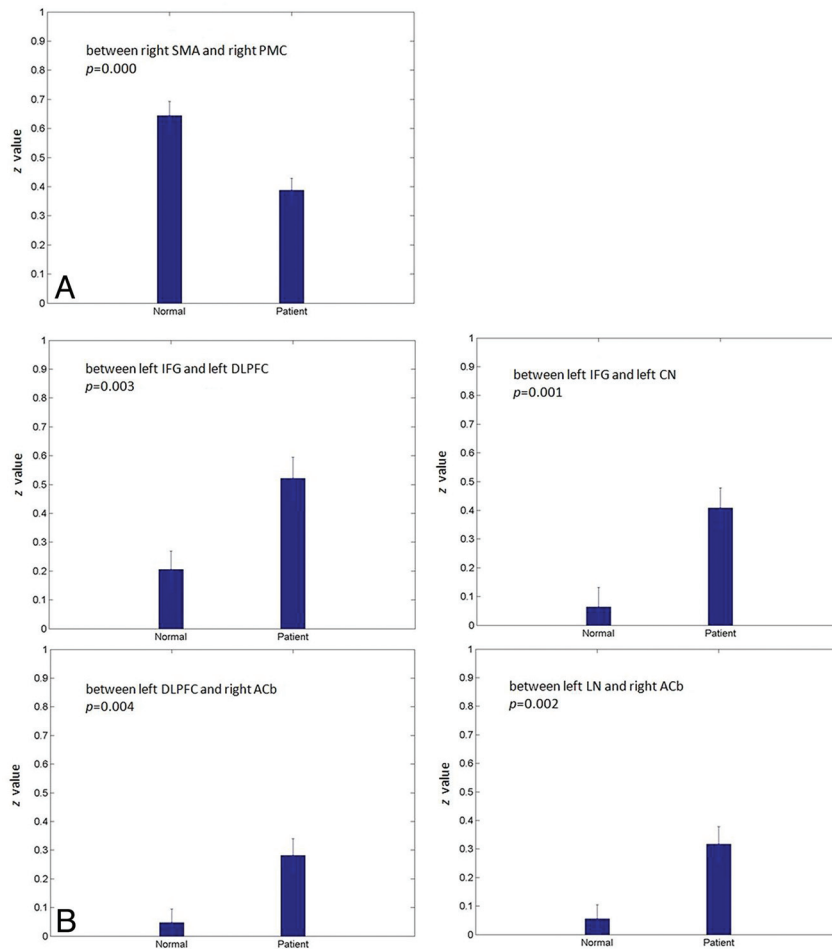 1
0.9
0.8
0.7
0.6
0.5
0.4
0.3
0.2
0.1
0
z value
between right SMA and right PMC
p=0.000
A
Normal Patient
1
0.9
0.8
0.7
0.6
0.5
0.4
0.3
0.2
0.1
0
z value
between left IFG and left DLPFC
p=0.003
Normal Patient
1
0.9
0.8
0.7
0.6
0.5
0.4
0.3
0.2
0.1
0
z value
between left IFG and left CN
p=0.001
Normal Patient
1
0.9
0.8
0.7
0.6
0.5
0.4
0.3
0.2
0.1
0
z value
between left DLPFC and right ACb
p=0.004
B
Normal Patient
1
0.9
0.8
0.7
0.6
0.5
0.4
0.3
0.2
0.1
0
z value
between left LN and right ACb
p=0.002
Normal Patient